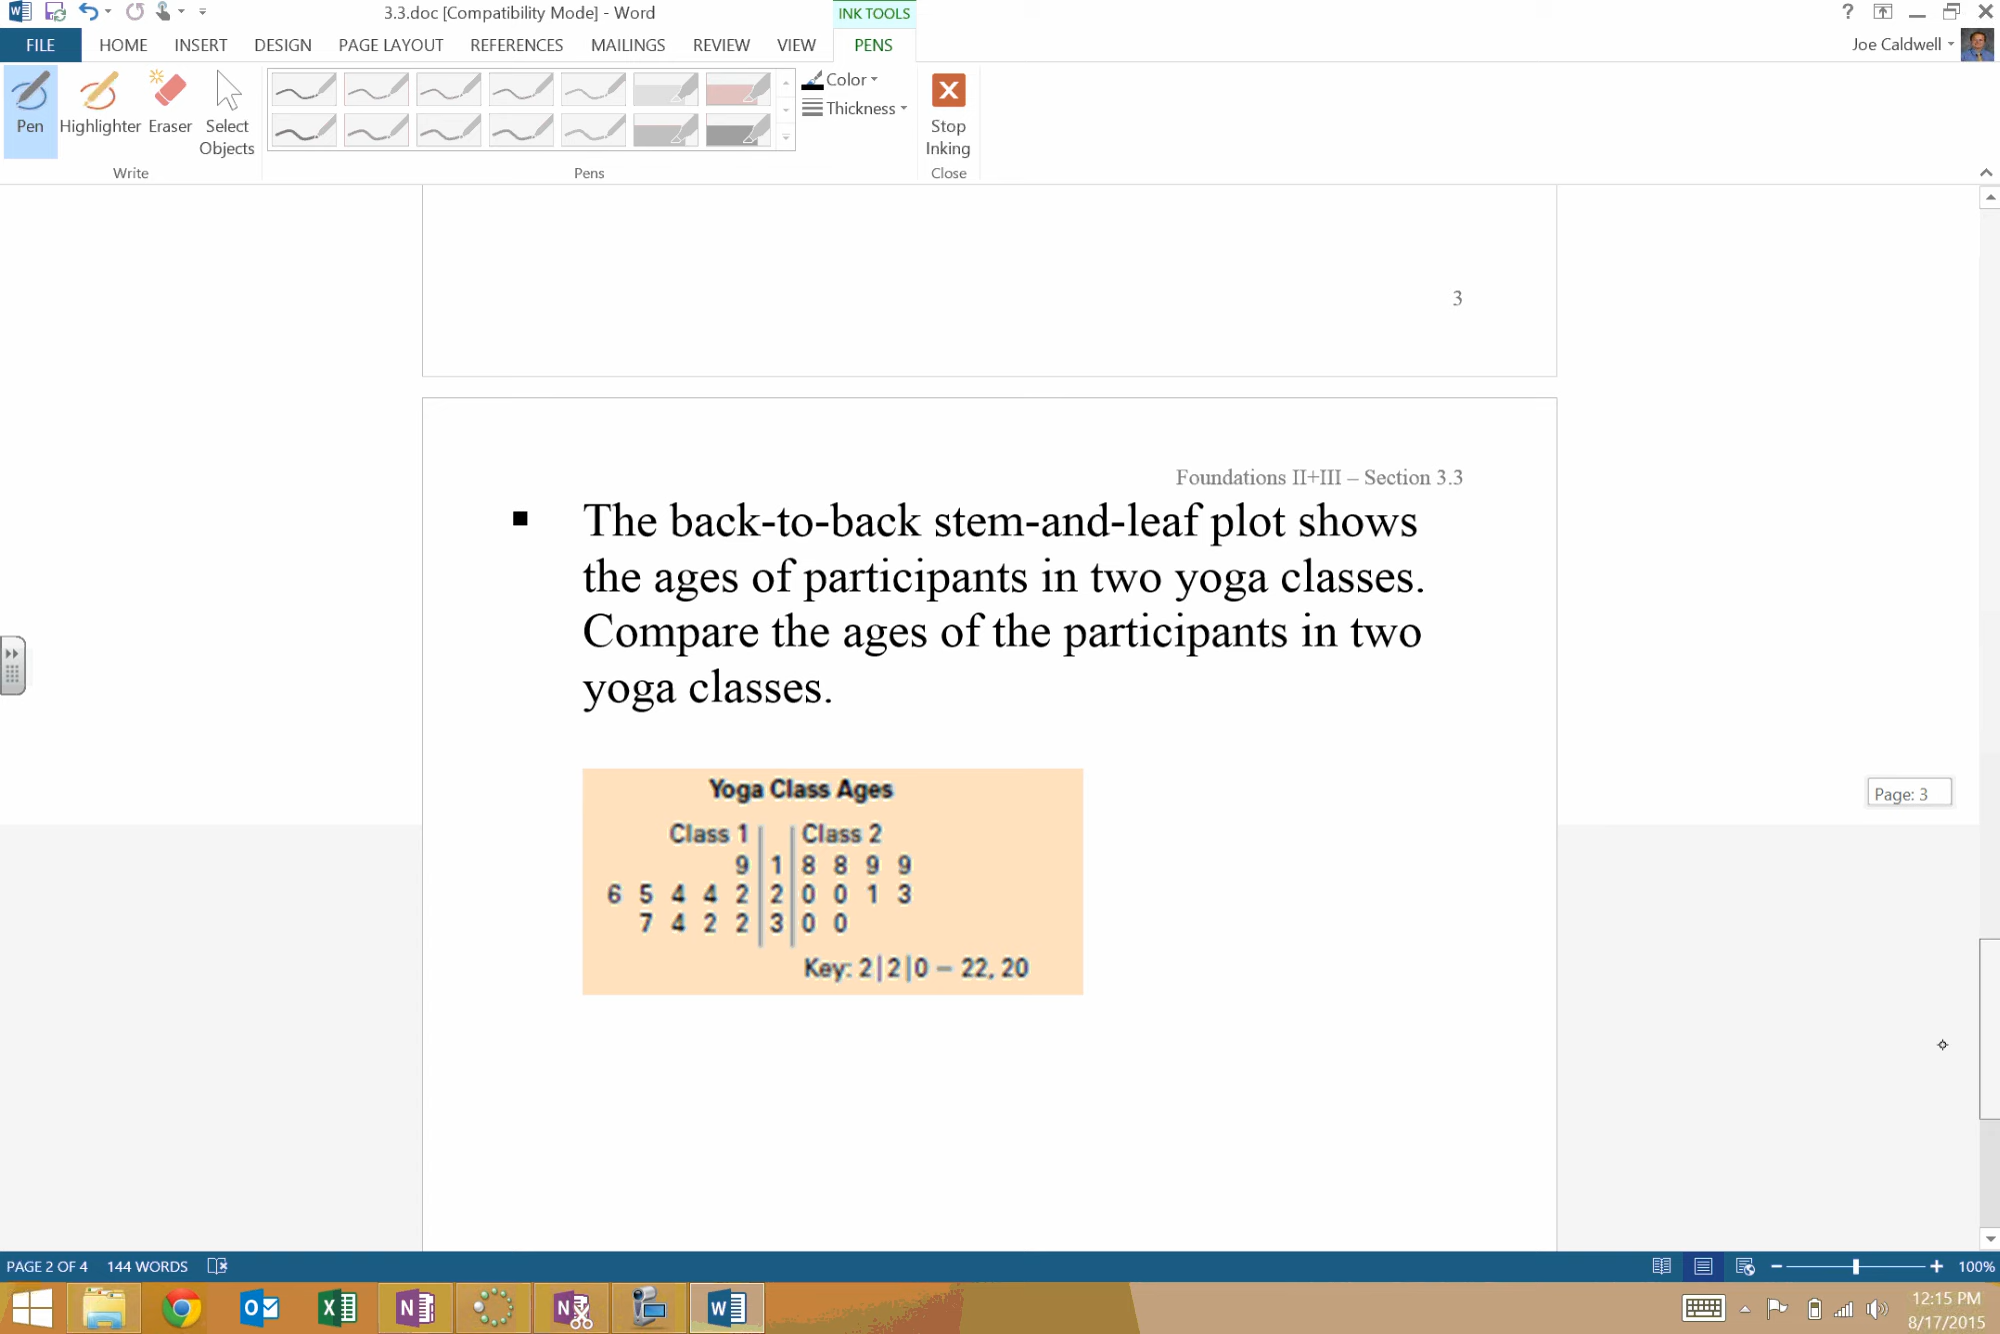 3.3.doc [Compatibility Mode] - Word
INK TOOLS
FILE HOME INSERT DESIGN PAGE LAYOUT REFERENCES MAILINGS REVIEW VIEW PENS
Joe Caldwell
Pen Highlighter Eraser Select Objects
Color
Thickness
Stop Inking
Write Pens Close
3
Foundations II+III – Section 3.3
▪ The back-to-back stem-and-leaf plot shows
the ages of participants in two yoga classes.
Compare the ages of the participants in two
yoga classes.
Yoga Class Ages
Class 1 | | Class 2
9 | 1 | 8 8 9 9
6 5 4 4 2 | 2 | 0 0 1 3
7 4 2 2 | 3 | 0 0
Key: 2|2|0 – 22, 20
Page: 3
PAGE 2 OF 4 144 WORDS
100%
12:15 PM
8/17/2015